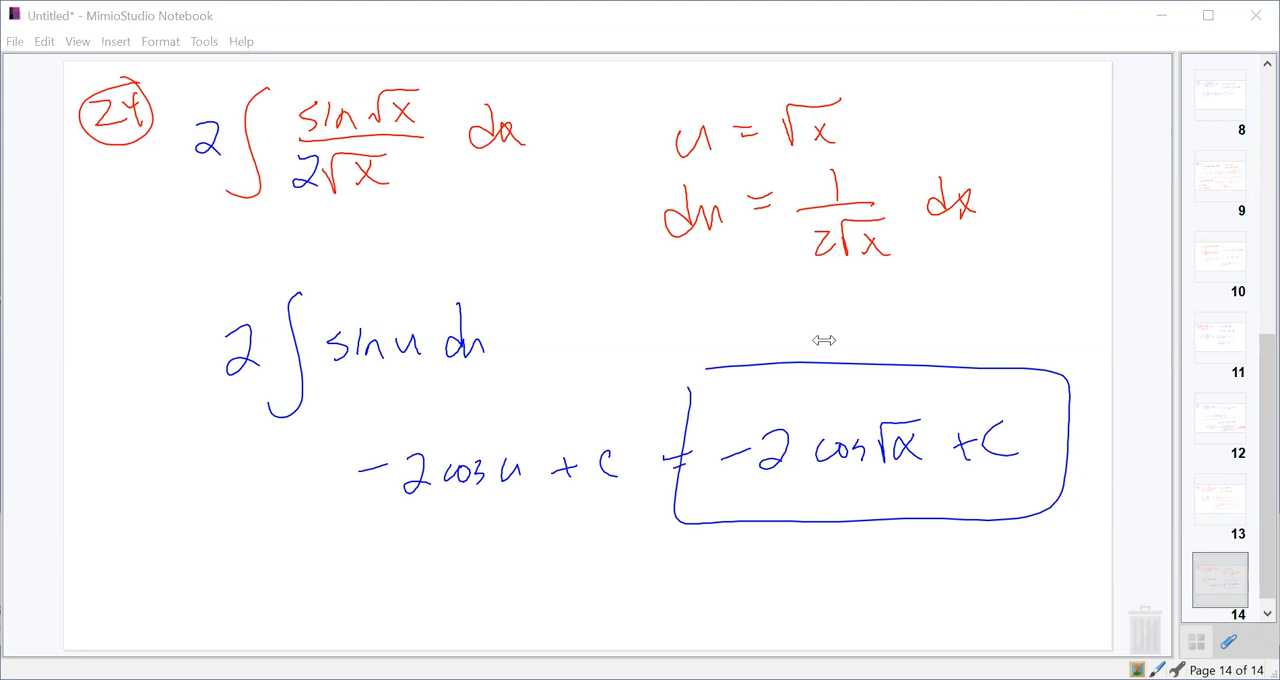 Untitled* - MimioStudio Notebook
File Edit View Insert Format Tools Help
24
2 ∫ sin √x / 2√x dx
u = √x
du = 1 / 2√x dx
2 ∫ sin u du
-2 cos u + C = -2 cos √x + C
8
9
10
11
12
13
14
Page 14 of 14